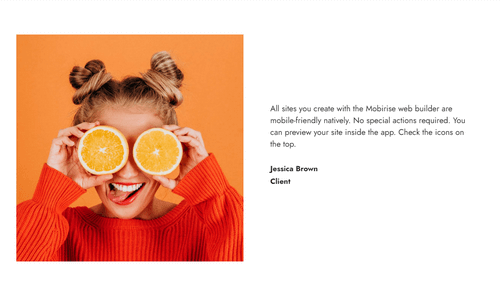 All sites you create with the Mobirise web builder are
mobile-friendly natively. No special actions required. You
can preview your site inside the app. Check the icons on
the top.
Jessica Brown
Client